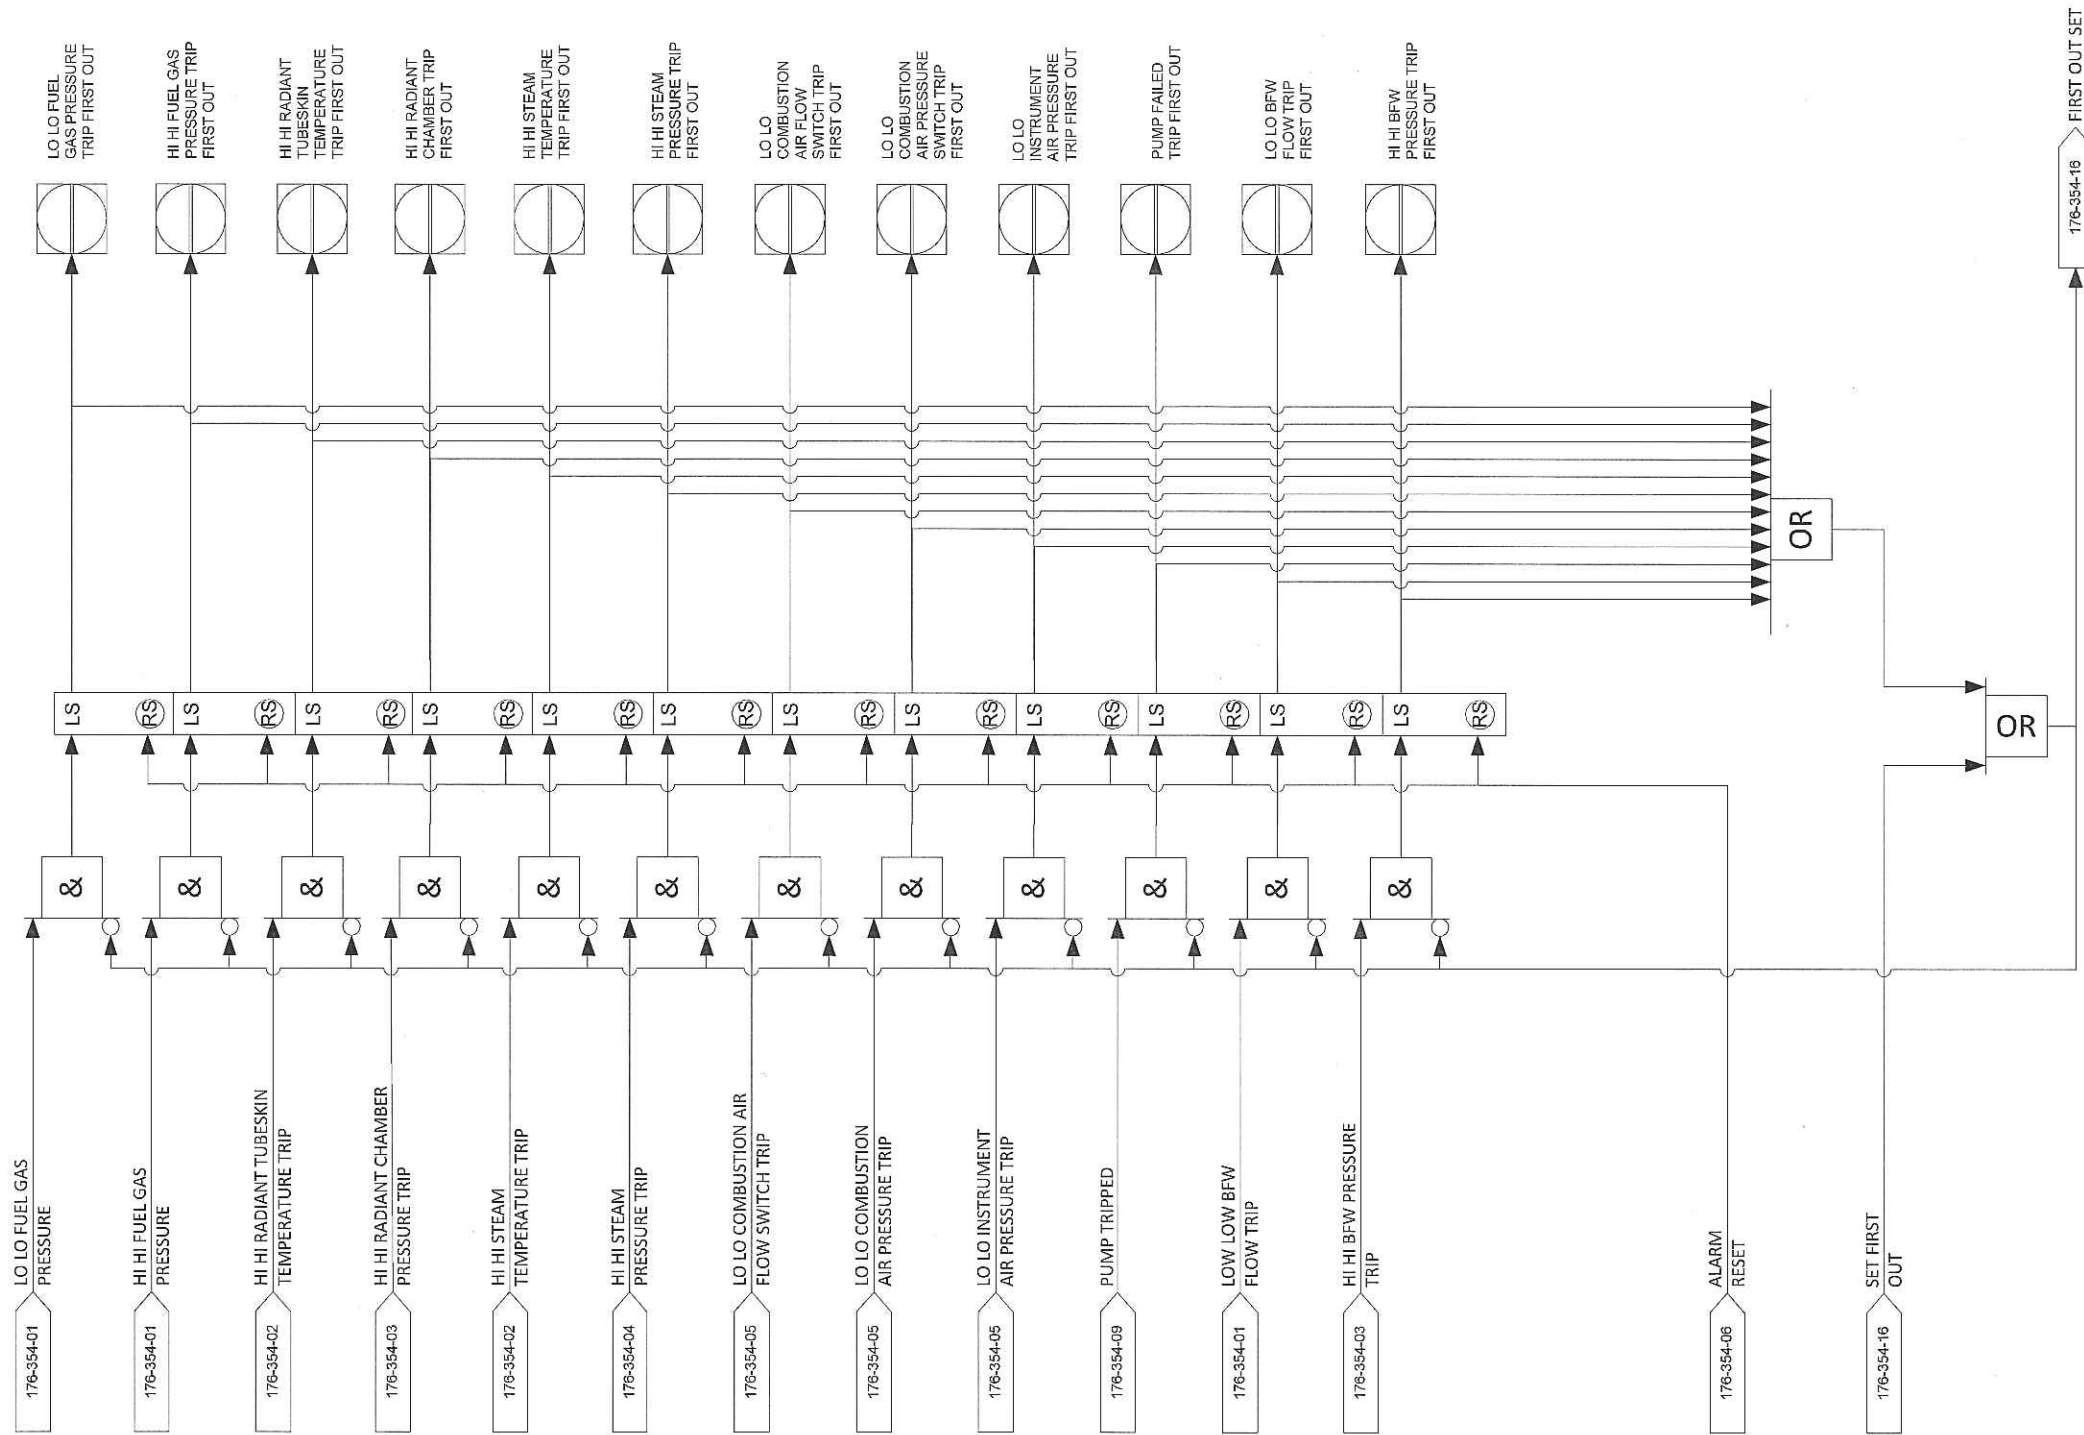 LO LO FUEL
GAS PRESSURE
TRIP FIRST OUT
HI HI FUEL GAS
PRESSURE TRIP
FIRST OUT
HI HI RADIANT
TUBESKIN
TEMPERATURE
TRIP FIRST OUT
HI HI RADIANT
CHAMBER TRIP
FIRST OUT
HI HI STEAM
TEMPERATURE
TRIP FIRST OUT
HI HI STEAM
PRESSURE TRIP
FIRST OUT
LO LO
COMBUSTION
AIR FLOW
SWITCH TRIP
FIRST OUT
LO LO
COMBUSTION
AIR PRESSURE
SWITCH TRIP
FIRST OUT
LO LO
INSTRUMENT
AIR PRESSURE
TRIP FIRST OUT
PUMP FAILED
TRIP FIRST OUT
LO LO BFW
FLOW TRIP
FIRST OUT
HI HI BFW
PRESSURE TRIP
FIRST OUT
176-354-16
FIRST OUT SET
OR
LS
RS
LS
RS
LS
RS
LS
RS
LS
RS
LS
RS
LS
RS
LS
RS
LS
RS
LS
RS
LS
RS
LS
RS
OR
&
&
&
&
&
&
&
&
&
&
&
&
LO LO FUEL GAS
PRESSURE
176-354-01
HI HI FUEL GAS
PRESSURE
176-354-01
HI HI RADIANT TUBESKIN
TEMPERATURE TRIP
176-354-02
HI HI RADIANT CHAMBER
PRESSURE TRIP
176-354-03
HI HI STEAM
TEMPERATURE TRIP
176-354-02
HI HI STEAM
PRESSURE TRIP
176-354-04
LO LO COMBUSTION AIR
FLOW SWITCH TRIP
176-354-05
LO LO COMBUSTION
AIR PRESSURE TRIP
176-354-05
LO LO INSTRUMENT
AIR PRESSURE TRIP
176-354-05
PUMP TRIPPED
176-354-09
LOW LOW BFW
FLOW TRIP
176-354-01
HI HI BFW PRESSURE
TRIP
176-354-03
ALARM
RESET
176-354-06
SET FIRST
OUT
176-354-16